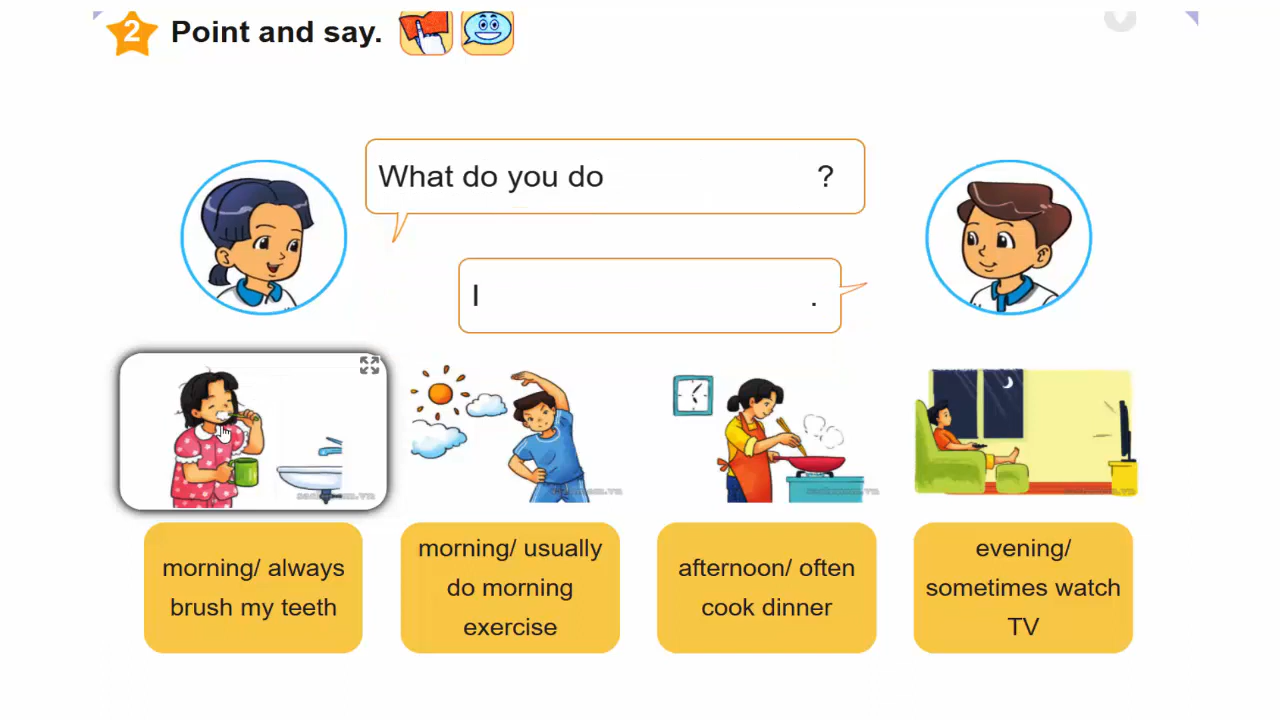 2 Point and say.
What do you do ?
I .
morning/ always
brush my teeth
morning/ usually
do morning
exercise
afternoon/ often
cook dinner
evening/
sometimes watch
TV